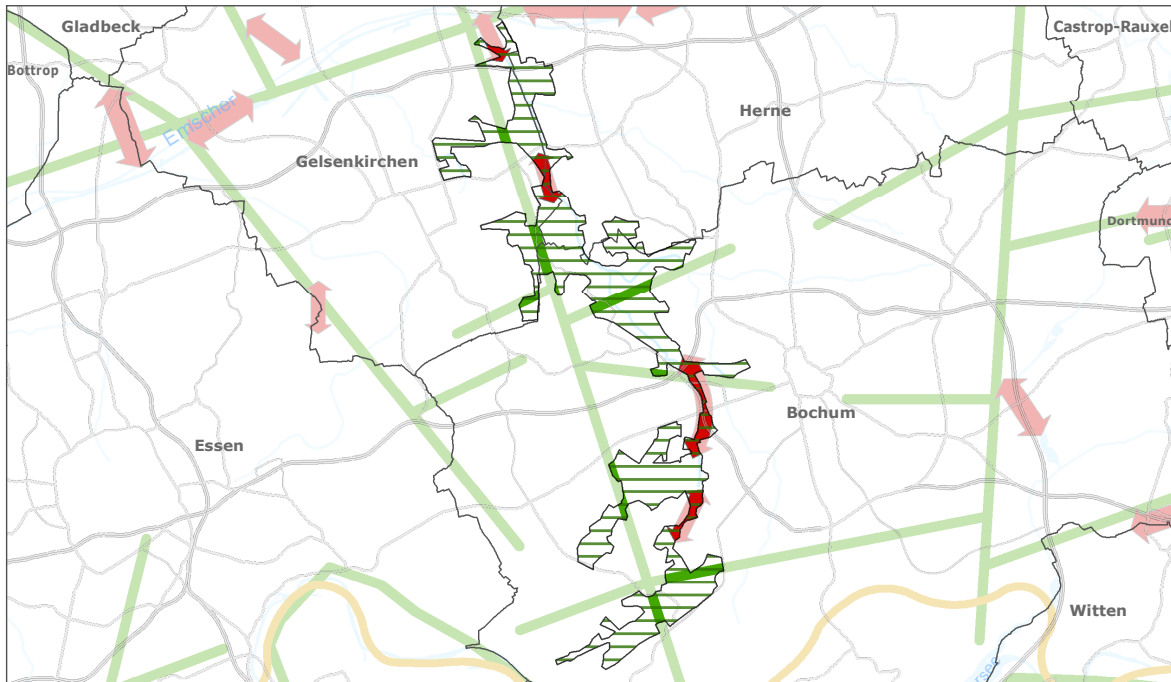 Gladbeck
Castrop-Rauxel
Bottrop
Emscher
Herne
Gelsenkirchen
Dortmund
Bochum
Essen
Witten